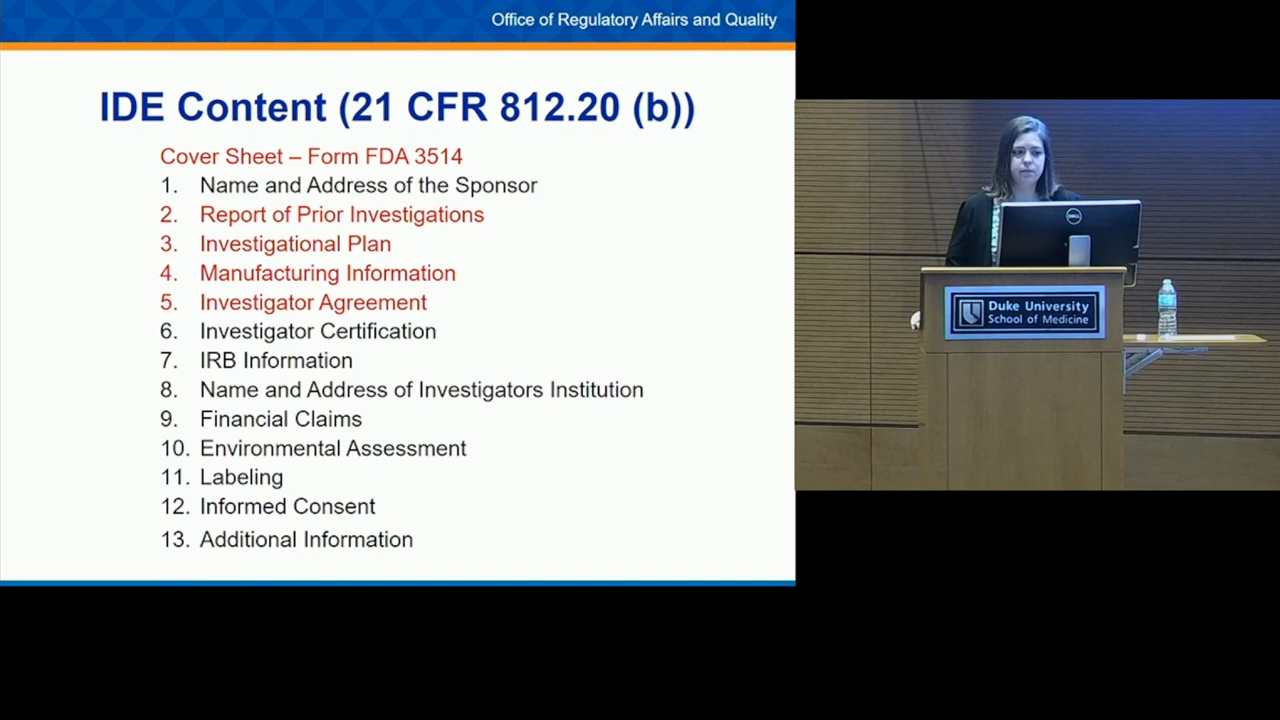 Office of Regulatory Affairs and Quality
IDE Content (21 CFR 812.20 (b))
Cover Sheet – Form FDA 3514
1. Name and Address of the Sponsor
2. Report of Prior Investigations
3. Investigational Plan
4. Manufacturing Information
5. Investigator Agreement
6. Investigator Certification
7. IRB Information
8. Name and Address of Investigators Institution
9. Financial Claims
10. Environmental Assessment
11. Labeling
12. Informed Consent
13. Additional Information
DELL
Duke University
School of Medicine